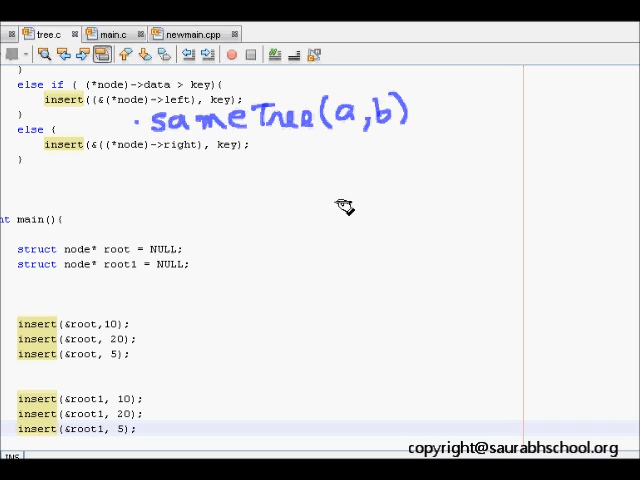 tree.c main.c newmain.cpp
}
else if ( (*node)->data > key){
insert((&(*node)->left), key);
}
sameTree(a,b)
else {
insert(&((*node)->right), key);
}
nt main(){
struct node* root = NULL;
struct node* root1 = NULL;
insert(&root,10);
insert(&root, 20);
insert(&root, 5);
insert(&root1, 10);
insert(&root1, 20);
insert(&root1, 5);
copyright@saurabhschool.org
INS